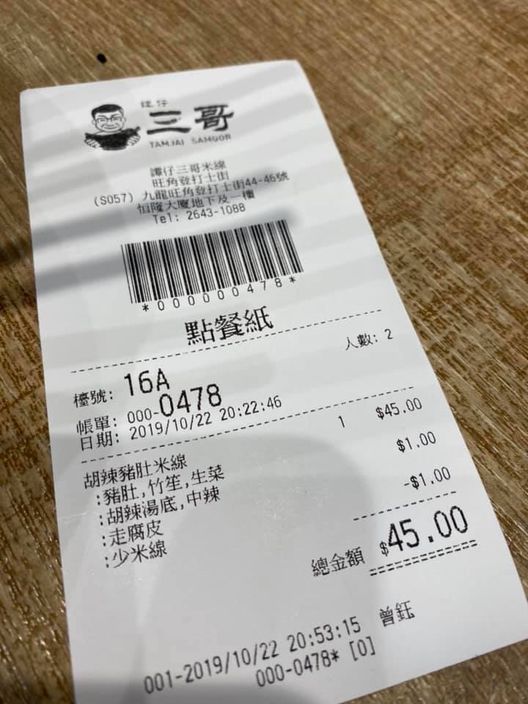 譚仔
三哥
TAMJAI SAMGOR
譚仔三哥米線
旺角登打士街
(S057) 九龍旺角登打士街44-46號
恒隆大廈地下及一樓
Tel: 2643-1088
*000000478*
點餐紙
檯號: 16A 人數: 2
帳單: 000-0478
日期: 2019/10/22 20:22:46
胡辣豬肚米線 1 $45.00
:豬肚,竹笙,生菜 $1.00
:胡辣湯底,中辣 -$1.00
:走腐皮
:少米線
總金額 $45.00
001-2019/10/22 20:53:15 曾鈺
000-0478* [0]